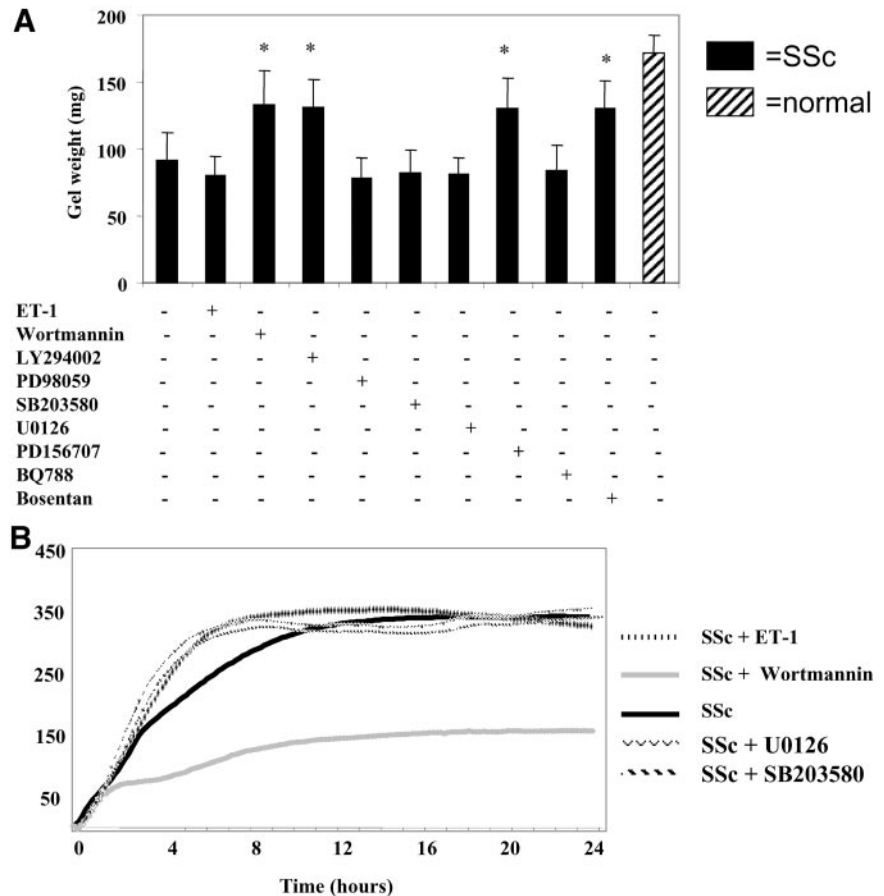 A
200
150
100
50
0
Gel weight (mg)
* * * *
=SSc
=normal
ET-1 - + - - - - - - - - -
Wortmannin - - + - - - - - - - -
LY294002 - - - + - - - - - - -
PD98059 - - - - + - - - - - -
SB203580 - - - - - + - - - - -
U0126 - - - - - - + - - - -
PD156707 - - - - - - - + - - -
BQ788 - - - - - - - - + - -
Bosentan - - - - - - - - - + -
B
450
350
250
150
50
0 4 8 12 16 20 24
Time (hours)
SSc + ET-1
SSc + Wortmannin
SSc
SSc + U0126
SSc + SB203580